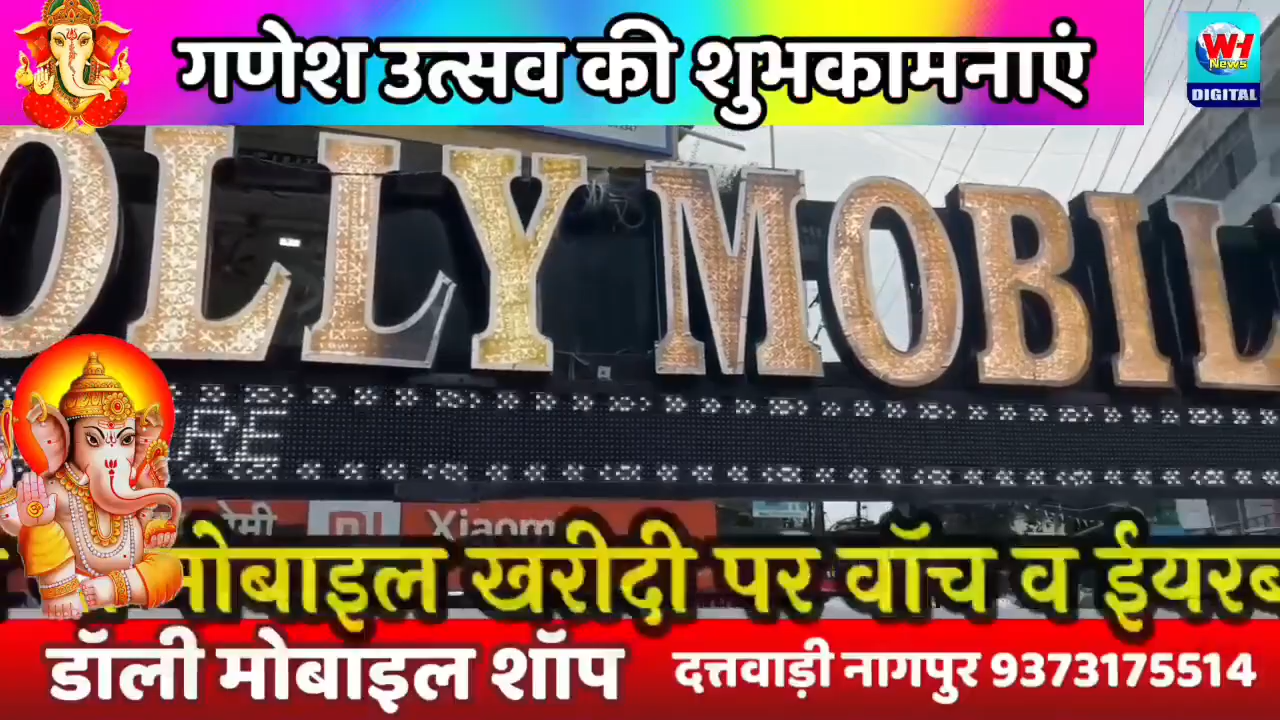 गणेश उत्सव की शुभकामनाएं
WH
News
DIGITAL
OLLY MOBIL
RE
Xiaomi
मोबाइल खरीदी पर वॉच व ईयरब
डॉली मोबाइल शॉप दत्तवाड़ी नागपुर 9373175514